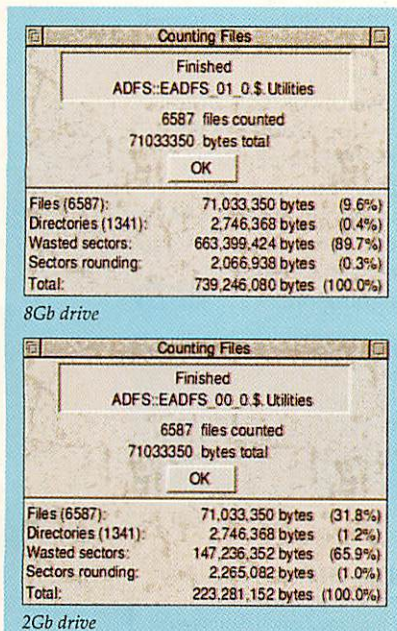 Counting Files
Finished
ADFS::EADFS_01_0.$.Utilities
6587 files counted
71033350 bytes total
OK
Files (6587): 71,033,350 bytes (9.6%)
Directories (1341): 2,746,368 bytes (0.4%)
Wasted sectors: 663,399,424 bytes (89.7%)
Sectors rounding: 2,066,938 bytes (0.3%)
Total: 739,246,080 bytes (100.0%)
8Gb drive
Counting Files
Finished
ADFS::EADFS_00_0.$.Utilities
6587 files counted
71033350 bytes total
OK
Files (6587): 71,033,350 bytes (31.8%)
Directories (1341): 2,746,368 bytes (1.2%)
Wasted sectors: 147,236,352 bytes (65.9%)
Sectors rounding: 2,265,082 bytes (1.0%)
Total: 223,281,152 bytes (100.0%)
2Gb drive